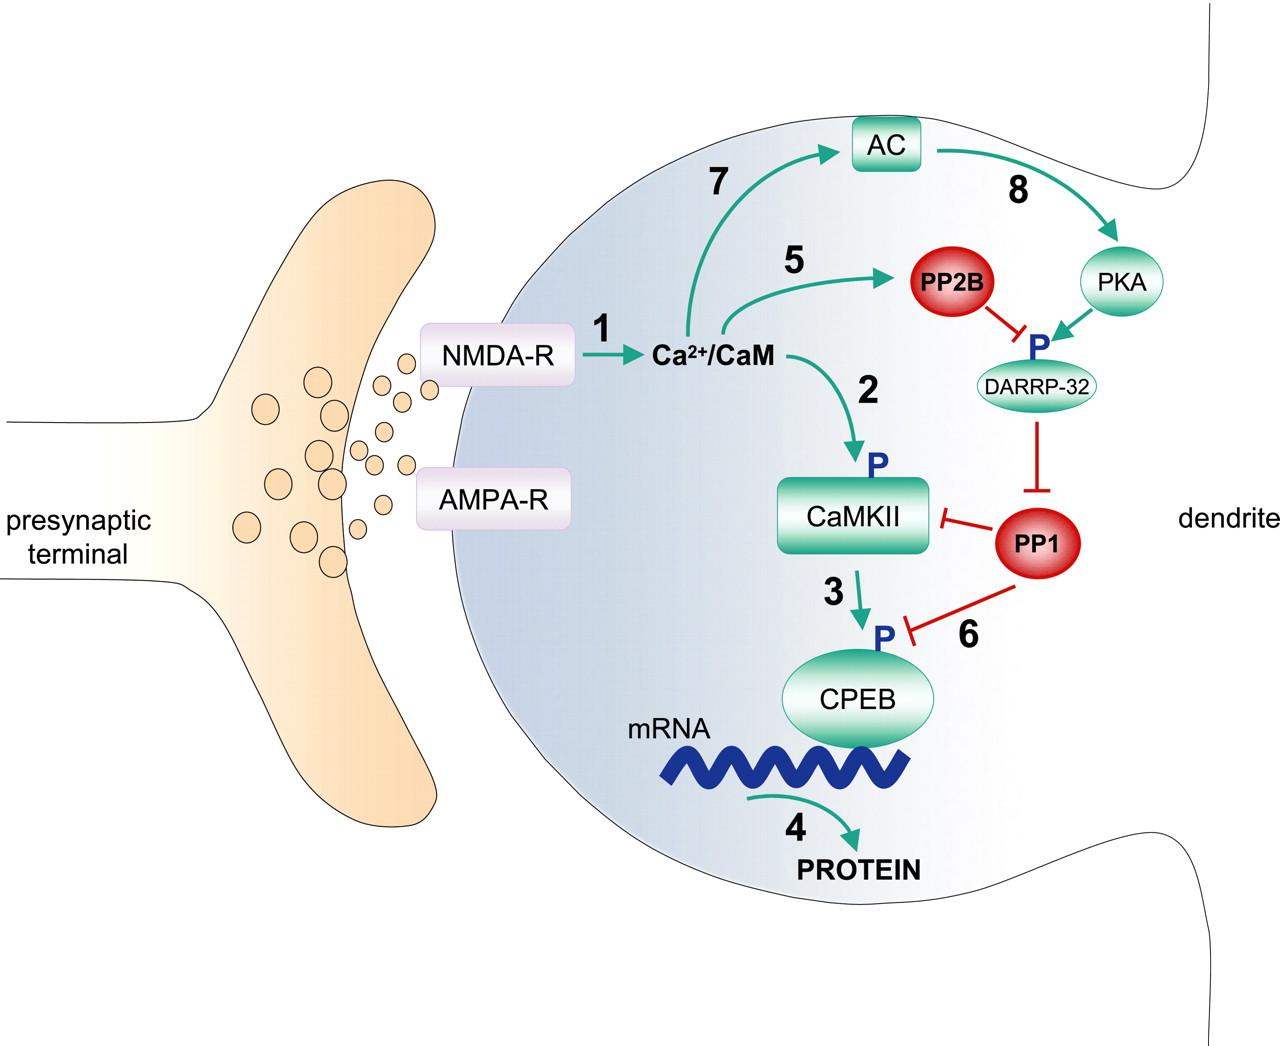 AC
7
8
5
PP2B
PKA
1
NMDA-R
Ca²⁺/CaM
P
DARRP-32
2
P
AMPA-R
CaMKII
presynaptic
terminal
PP1
dendrite
3
P
6
CPEB
mRNA
4
PROTEIN